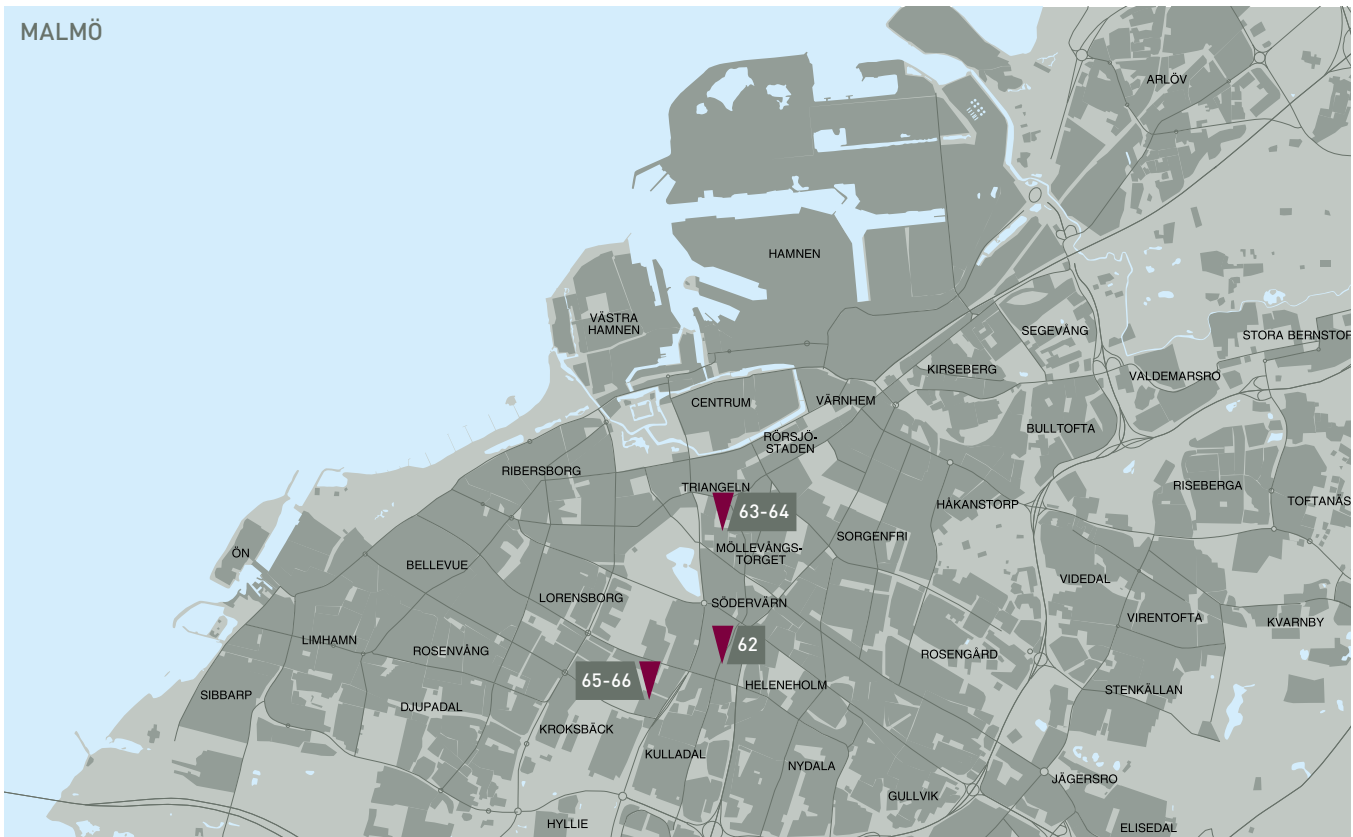 MALMÖ
ARLÖV
HAMNEN
VÄSTRA
HAMNEN
SEGEVÅNG
STORA BERNSTOR
KIRSEBERG
VALDEMARSRO
CENTRUM
VÄRNHEM
BULLTOFTA
RÖRSJÖ-
STADEN
RIBERSBORG
TRIANGELN
RISEBERGA
HÅKANSTORP
TOFTANÄS
63-64
SORGENFRI
MÖLLEVÅNGS-
TORGET
ÖN
BELLEVUE
VIDEDAL
LORENSBORG
SÖDERVÄRN
VIRENTOFTA
KVARNBY
LIMHAMN
ROSENVÅNG
62
ROSENGÅRD
65-66
HELENEHOLM
STENKÄLLAN
SIBBARP
DJUPADAL
KROKSBÄCK
KULLADAL
NYDALA
JÄGERSRO
GULLVIK
HYLLIE
ELISEDAL